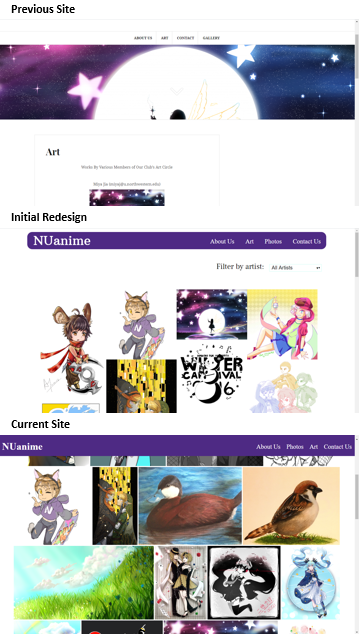 Previous Site
ABOUT US ART CONTACT GALLERY
Art
Works By Various Members of our Club's Art Circle
Initial Redesign
NUanime About Us Art Photos Contact Us
Filter by artist: All Artists
N
WINTER
CARNIVAL
36
Current Site
NUanime About Us Photos Art Contact Us
N